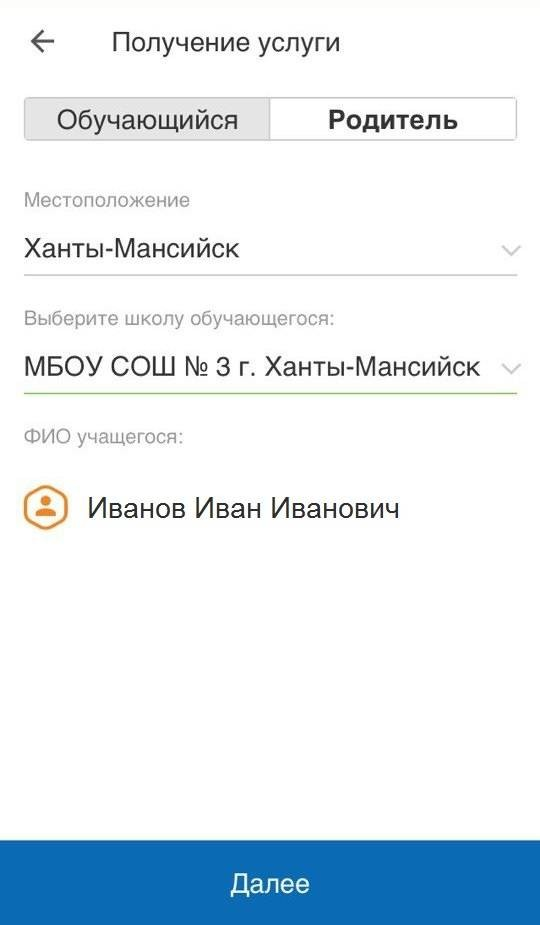 Получение услуги
Обучающийся
Родитель
Местоположение
Ханты-Мансийск
Выберите школу обучающегося:
МБОУ СОШ № 3 г. Ханты-Мансийск
ФИО учащегося:
Иванов Иван Иванович
Далее